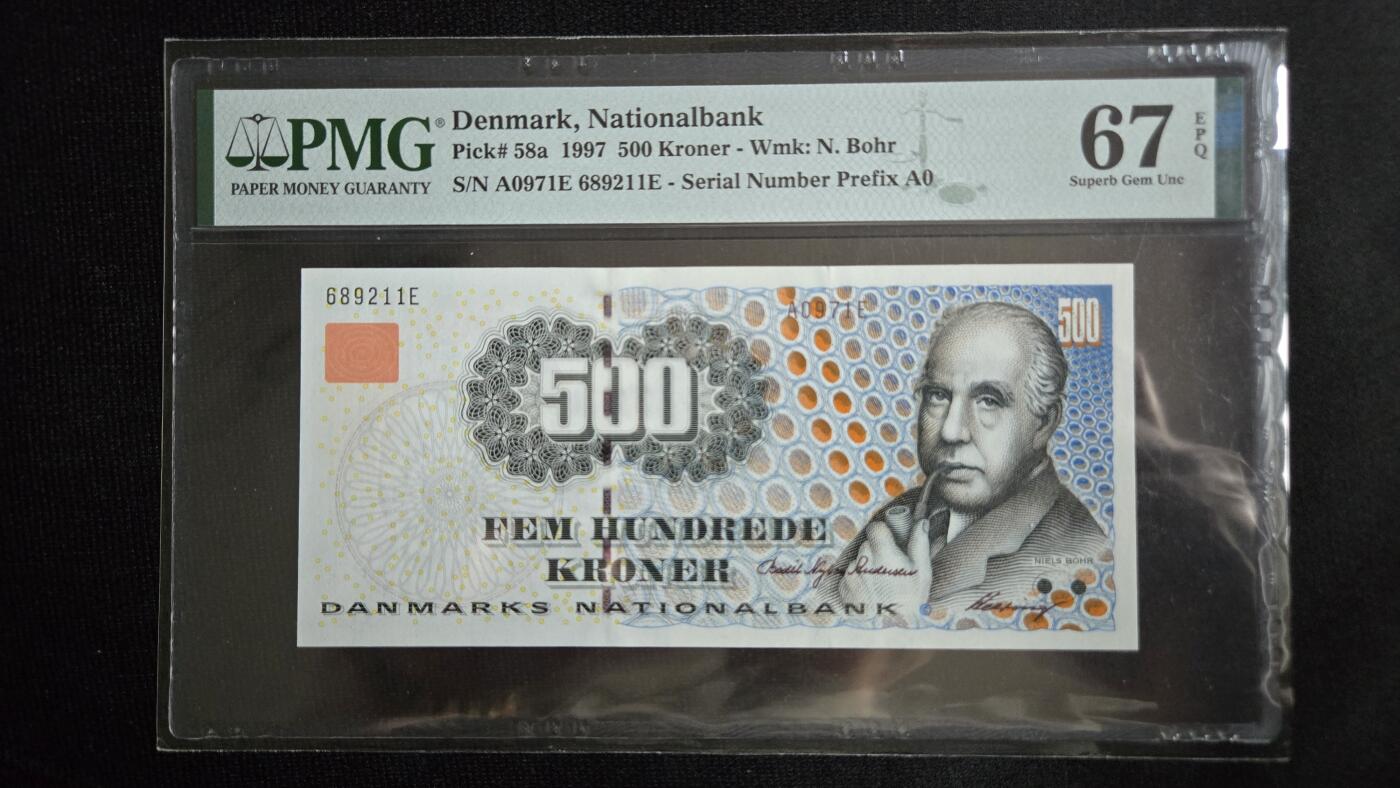 PMG®
PAPER MONEY GUARANTY
Denmark, Nationalbank
Pick# 58a 1997 500 Kroner - Wmk: N. Bohr
S/N A0971E 689211E - Serial Number Prefix A0
67
EPQ
Superb Gem Unc
689211E
A0971E
500
500
FEM HUNDREDE
KRONER
NIELS BOHR
DANMARKS NATIONALBANK